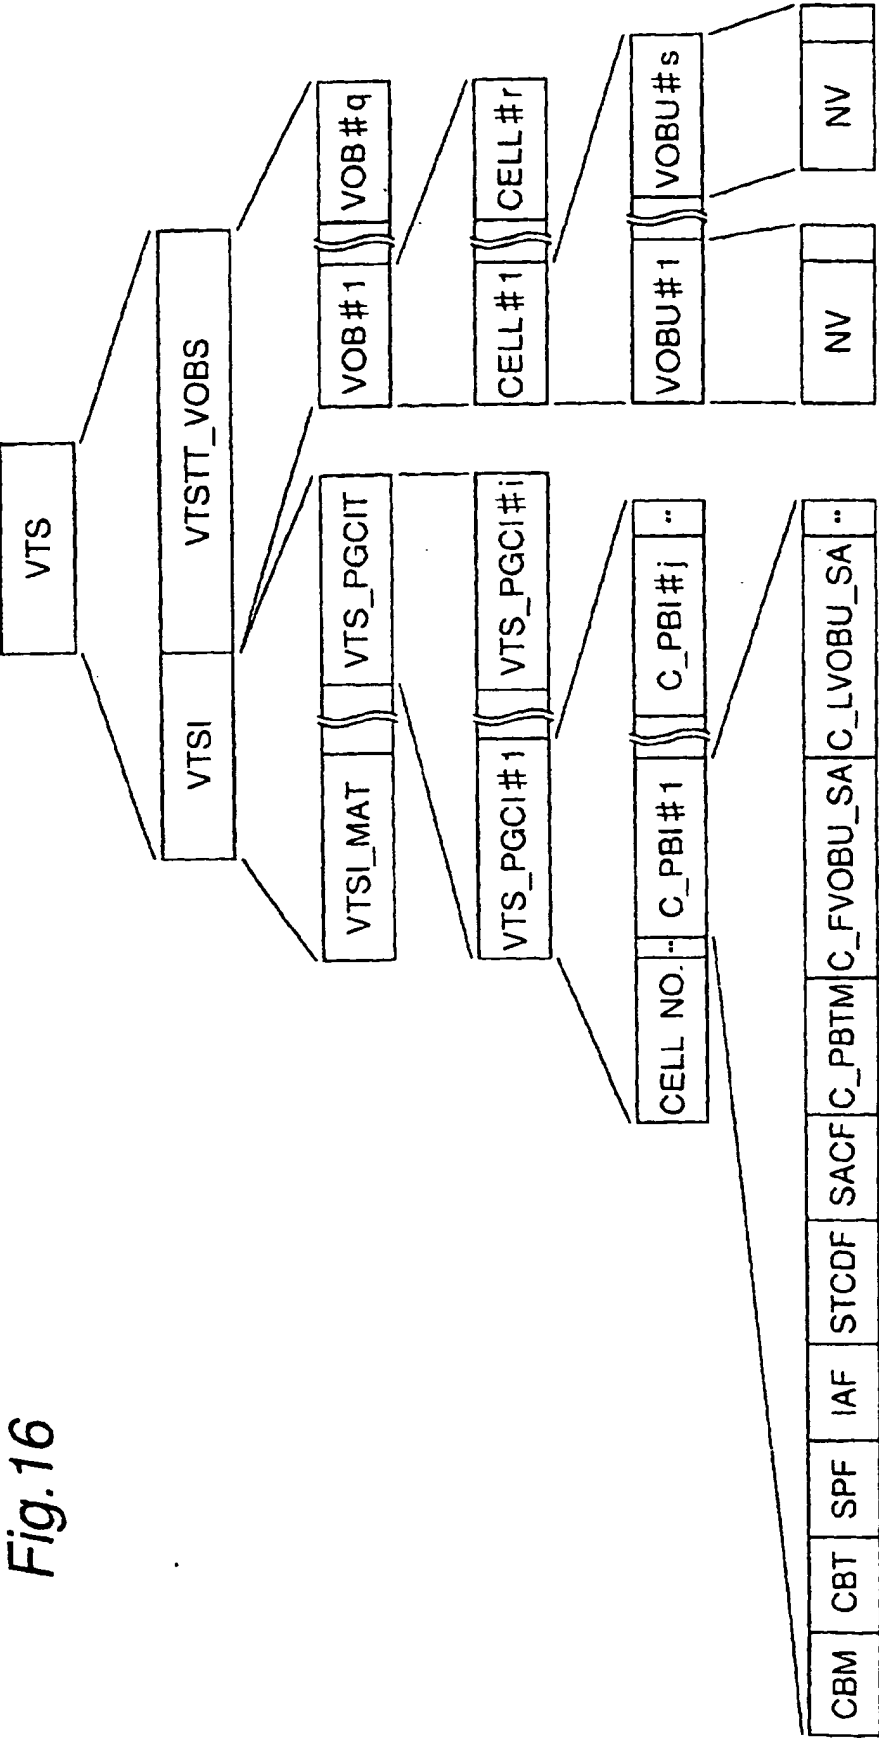 Fig.16
VTS
VTSI VTSTT_VOBS
VTSI_MAT VTS_PGCIT VOB#1 VOB#q
VTS_PGCI#1 VTS_PGCI#i CELL#1 CELL#r
CELL NO. ·· C_PBI#1 C_PBI#j ·· VOBU#1 VOBU#s
CBM CBT SPF IAF STCDF SACF C_PBTM C_FVOBU_SA C_LVOBU_SA ·· NV NV